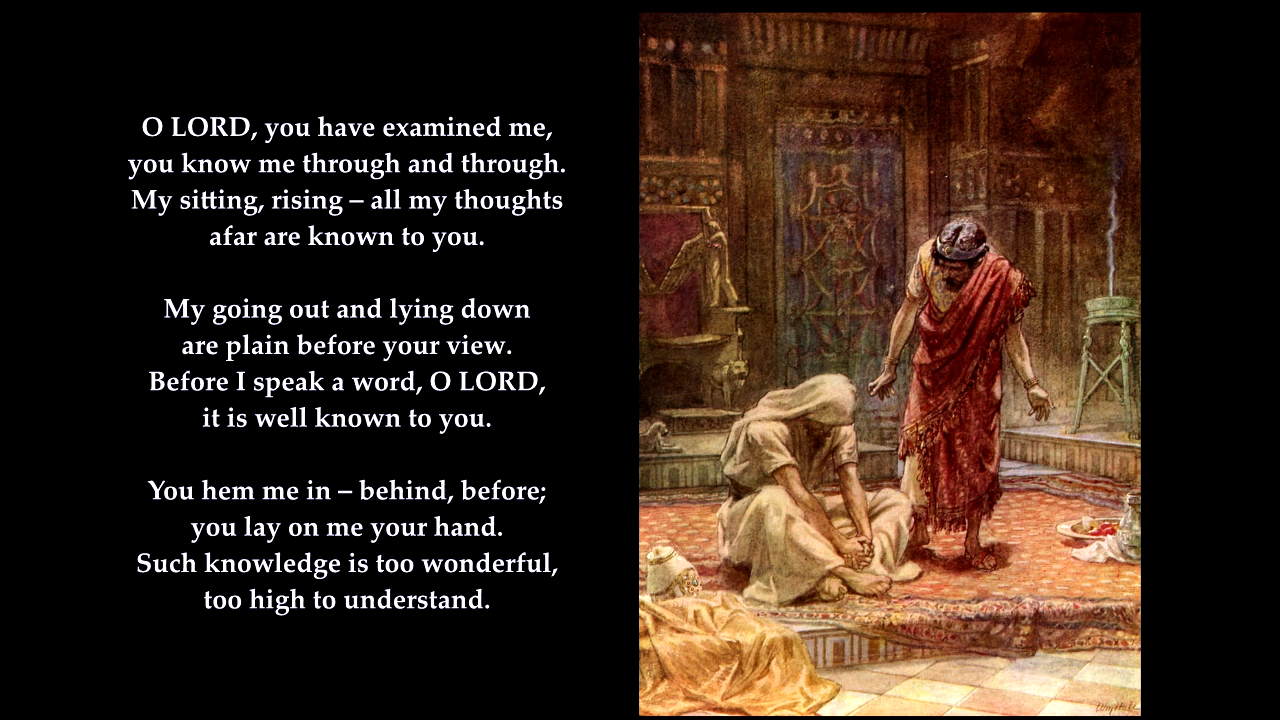 O LORD, you have examined me,
you know me through and through.
My sitting, rising – all my thoughts
afar are known to you.
My going out and lying down
are plain before your view.
Before I speak a word, O LORD,
it is well known to you.
You hem me in – behind, before;
you lay on me your hand.
Such knowledge is too wonderful,
too high to understand.